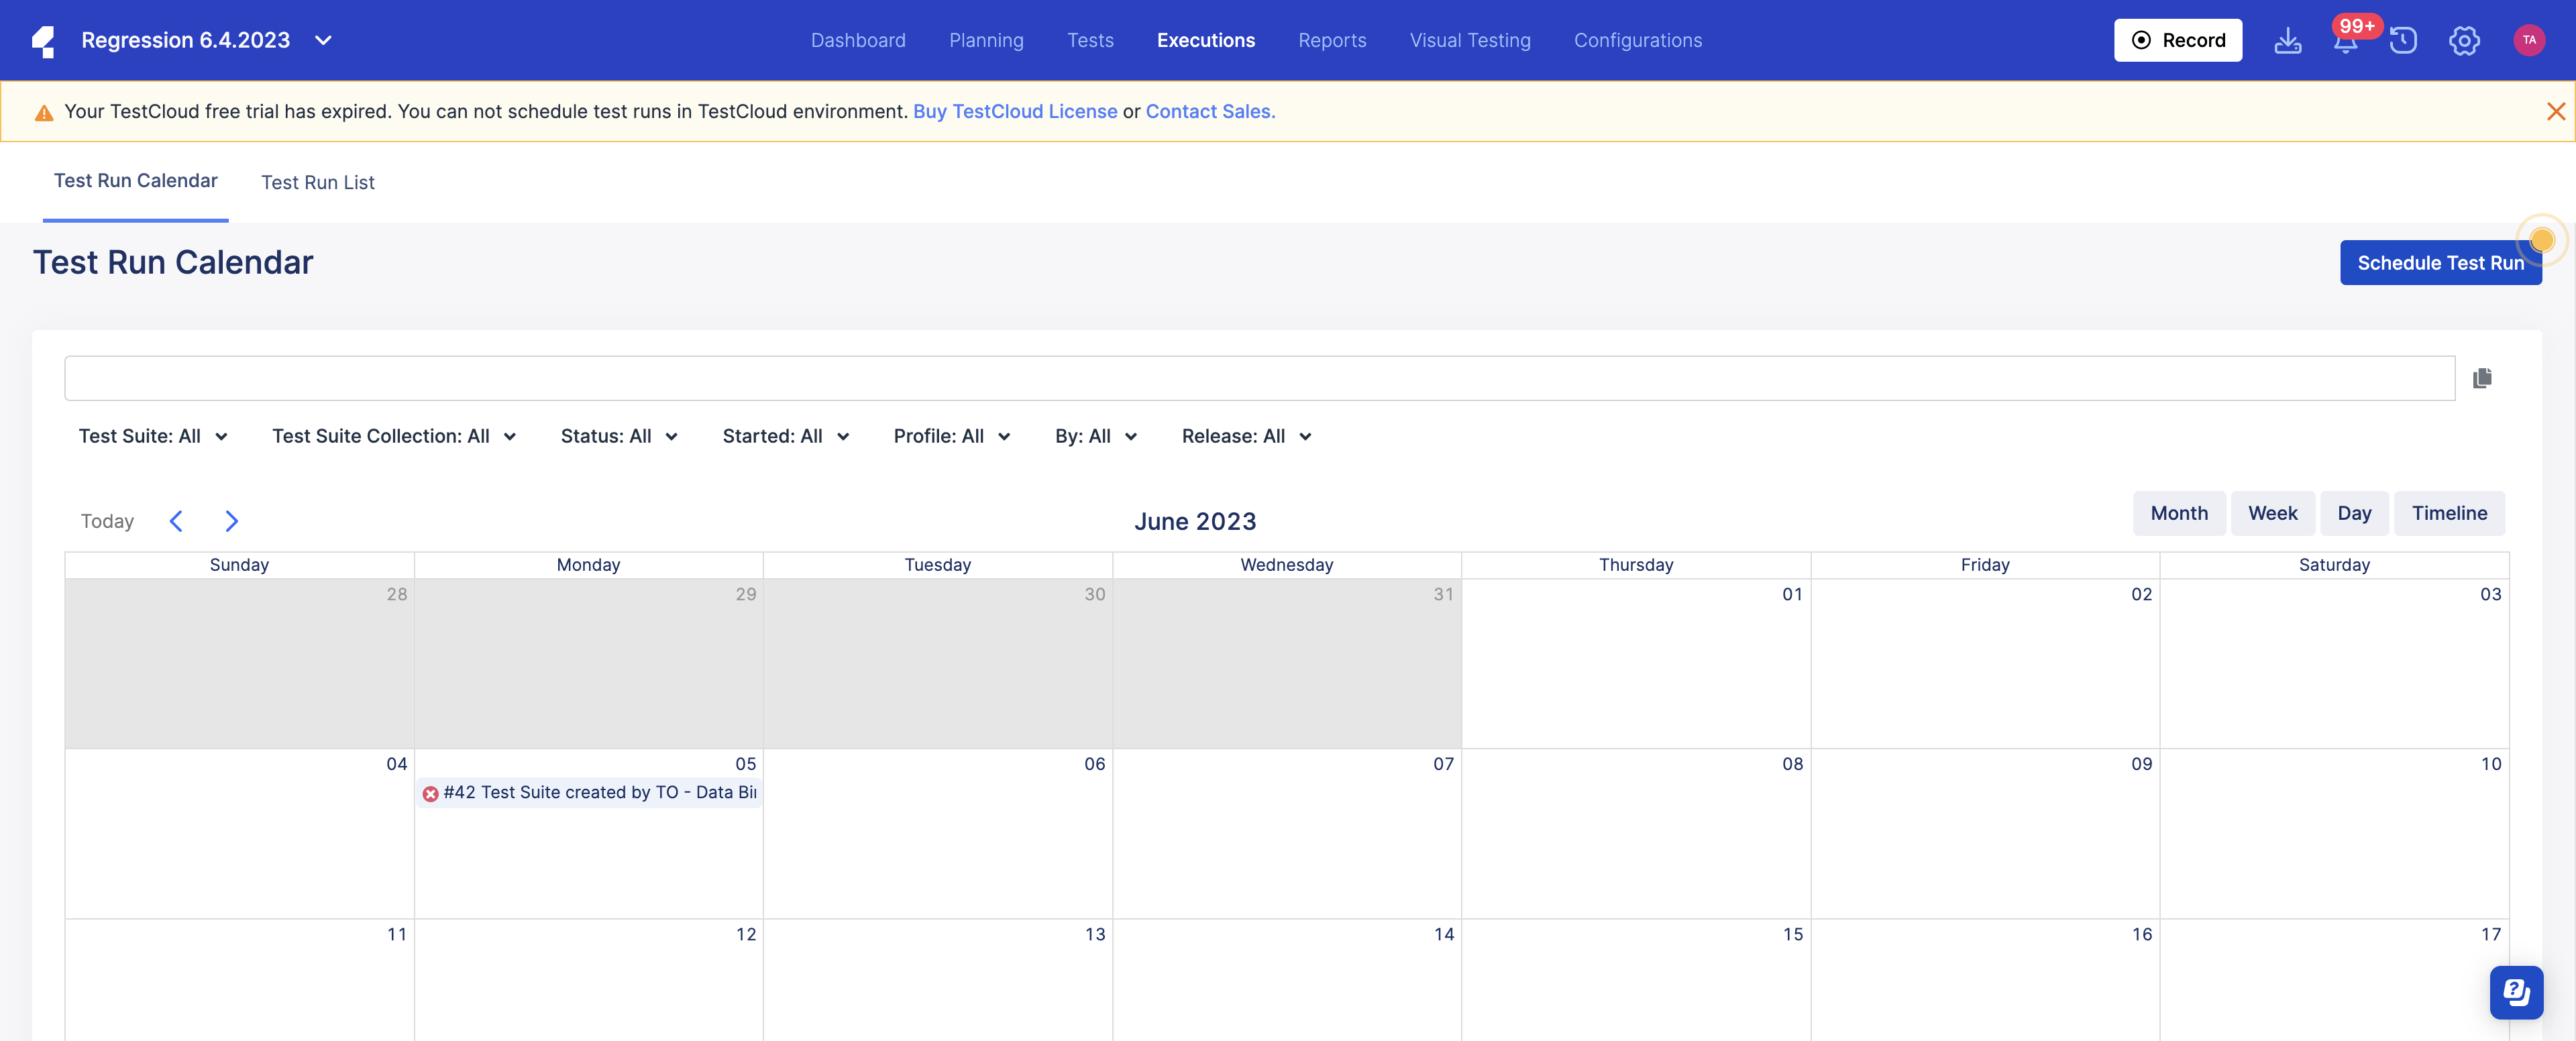 Regression 6.4.2023
Dashboard Planning Tests Executions Reports Visual Testing Configurations
Record
99+
TA
Your TestCloud free trial has expired. You can not schedule test runs in TestCloud environment. Buy TestCloud License or Contact Sales.
Test Run Calendar Test Run List
Test Run Calendar
Schedule Test Run
Test Suite: All Test Suite Collection: All Status: All Started: All Profile: All By: All Release: All
Today
June 2023
Month Week Day Timeline
Sunday Monday Tuesday Wednesday Thursday Friday Saturday
28 29 30 31 01 02 03
04 05 06 07 08 09 10
#42 Test Suite created by TO - Data Bi
11 12 13 14 15 16 17